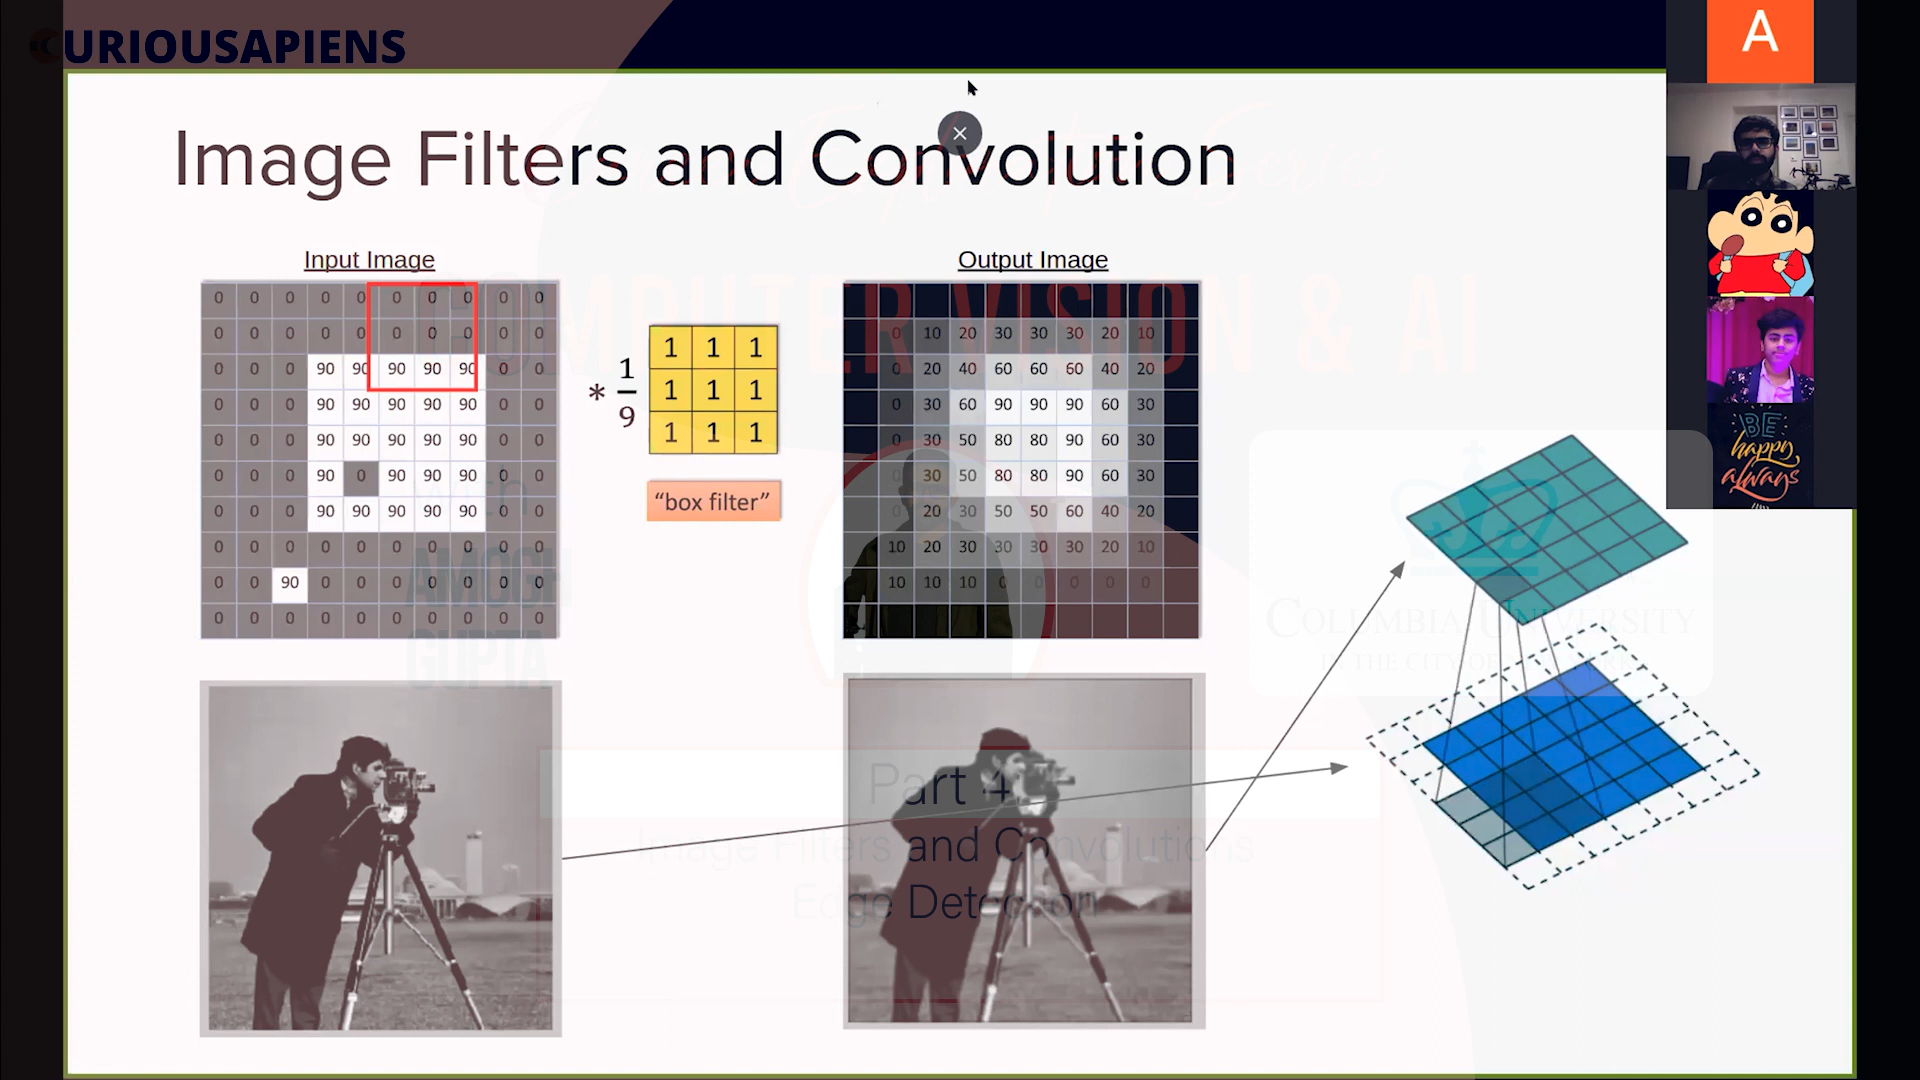 CURIOUSAPIENS
A
Image Filters and Convolution
Input Image
Output Image
COMPUTER VISION & AI
0 0 0 0 0 0 0 0 0 0
0 0 0 0 0 0 0 0 0 0
0 0 0 90 90 90 90 90 0 0
0 0 0 90 90 90 90 90 0 0
0 0 0 90 90 90 90 90 0 0
0 0 0 90 0 90 90 90 0 0
0 0 0 90 90 90 90 90 0 0
0 0 0 0 0 0 0 0 0 0
0 0 90 0 0 0 0 0 0 0
0 0 0 0 0 0 0 0 0 0
* 1/9
1 1 1
1 1 1
1 1 1
“box filter”
0 10 20 30 30 30 20 10
0 20 40 60 60 60 40 20
0 30 60 90 90 90 60 30
0 30 50 80 80 90 60 30
0 30 50 80 80 90 60 30
0 20 30 50 50 60 40 20
10 20 30 30 30 30 20 10
10 10 10 0 0 0 0 0
BE
happy
always
with
AMOGH
GUPTA
COLUMBIA UNIVERSITY
IN THE CITY OF NEW YORK
Part 4
Image Filters and Convolutions
Edge Detection